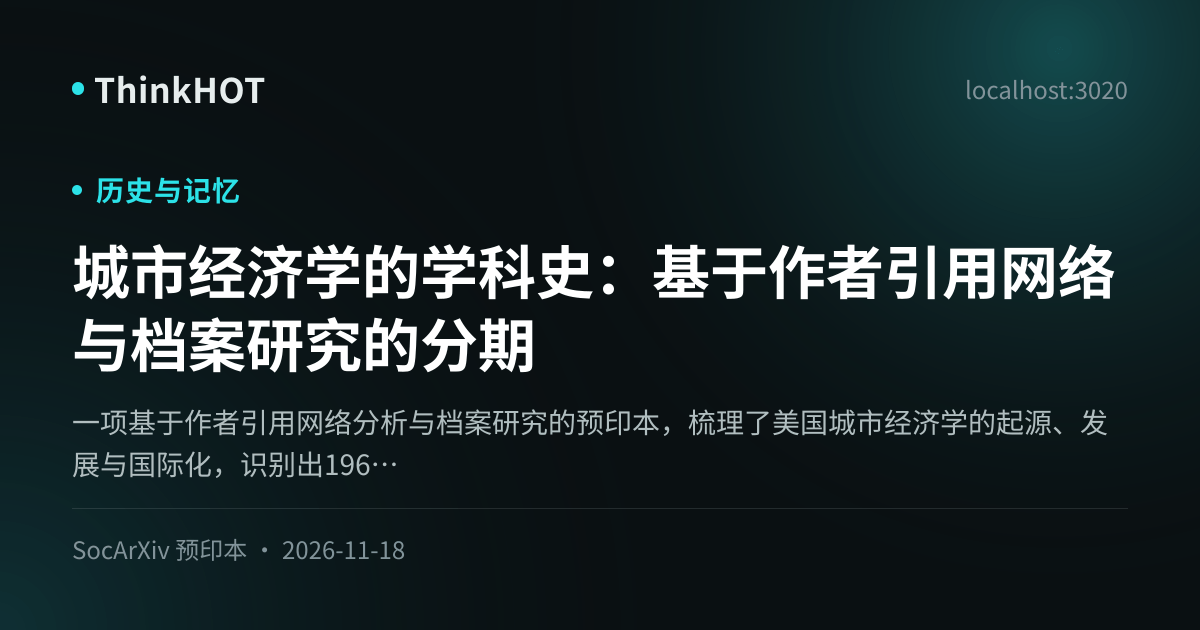 ThinkHOT
localhost:3020
历史与记忆
城市经济学的学科史：基于作者引用网络
与档案研究的分期
一项基于作者引用网络分析与档案研究的预印本，梳理了美国城市经济学的起源、发
展与国际化，识别出196…
SocArXiv 预印本 · 2026-11-18